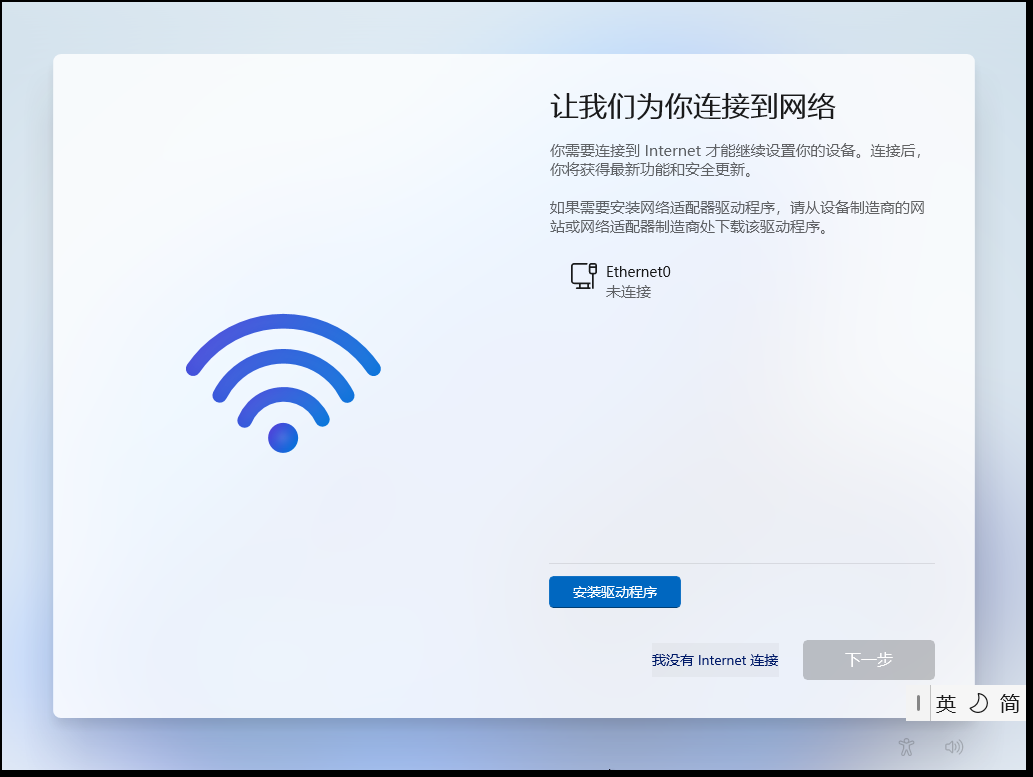 让我们为你连接到网络
你需要连接到 Internet 才能继续设置你的设备。连接后，
你将获得最新功能和安全更新。
如果需要安装网络适配器驱动程序，请从设备制造商的网
站或网络适配器制造商处下载该驱动程序。
Ethernet0
未连接
安装驱动程序
我没有 Internet 连接
下一步
英 简